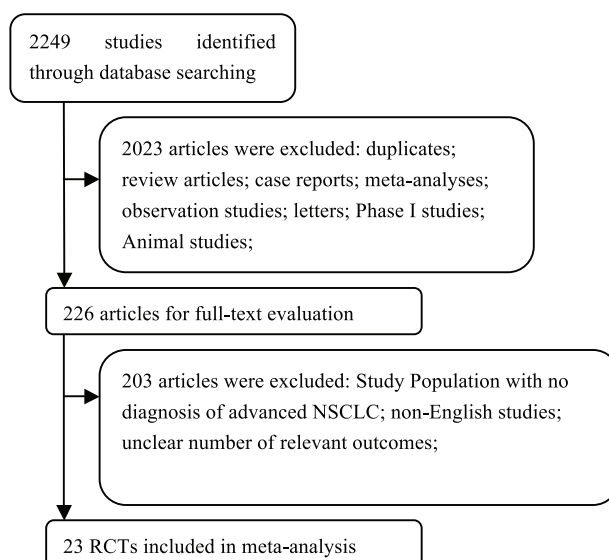 2249 studies identified
through database searching
2023 articles were excluded: duplicates;
review articles; case reports; meta-analyses;
observation studies; letters; Phase I studies;
Animal studies;
226 articles for full-text evaluation
203 articles were excluded: Study Population with no
diagnosis of advanced NSCLC; non-English studies;
unclear number of relevant outcomes;
23 RCTs included in meta-analysis